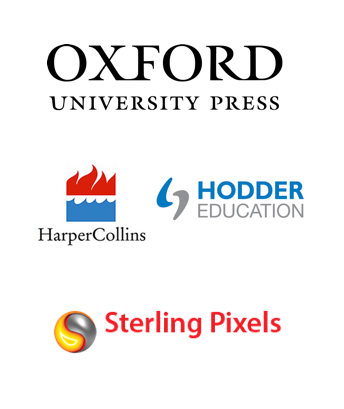 OXFORD
UNIVERSITY PRESS
HarperCollins
HODDER
EDUCATION
Sterling Pixels